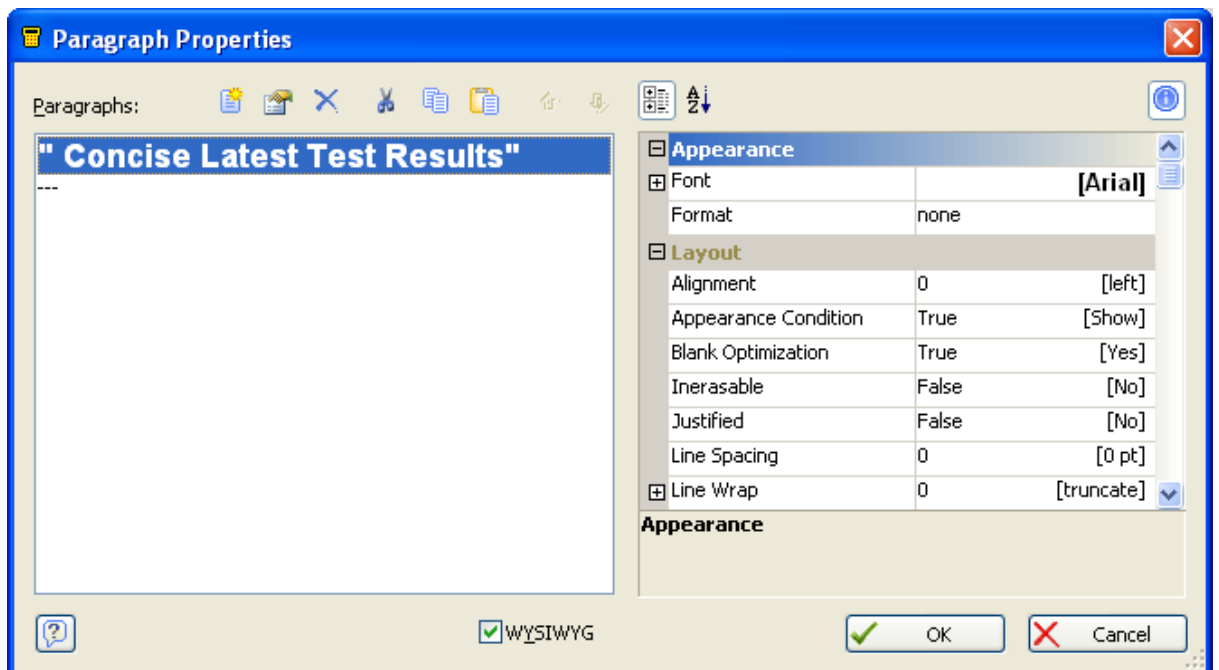 Paragraph Properties
Paragraphs:
" Concise Latest Test Results"
---
Appearance
Font [Arial]
Format none
Layout
Alignment 0 [left]
Appearance Condition True [Show]
Blank Optimization True [Yes]
Inerasable False [No]
Justified False [No]
Line Spacing 0 [0 pt]
Line Wrap 0 [truncate]
Appearance
WYSIWYG
OK
Cancel